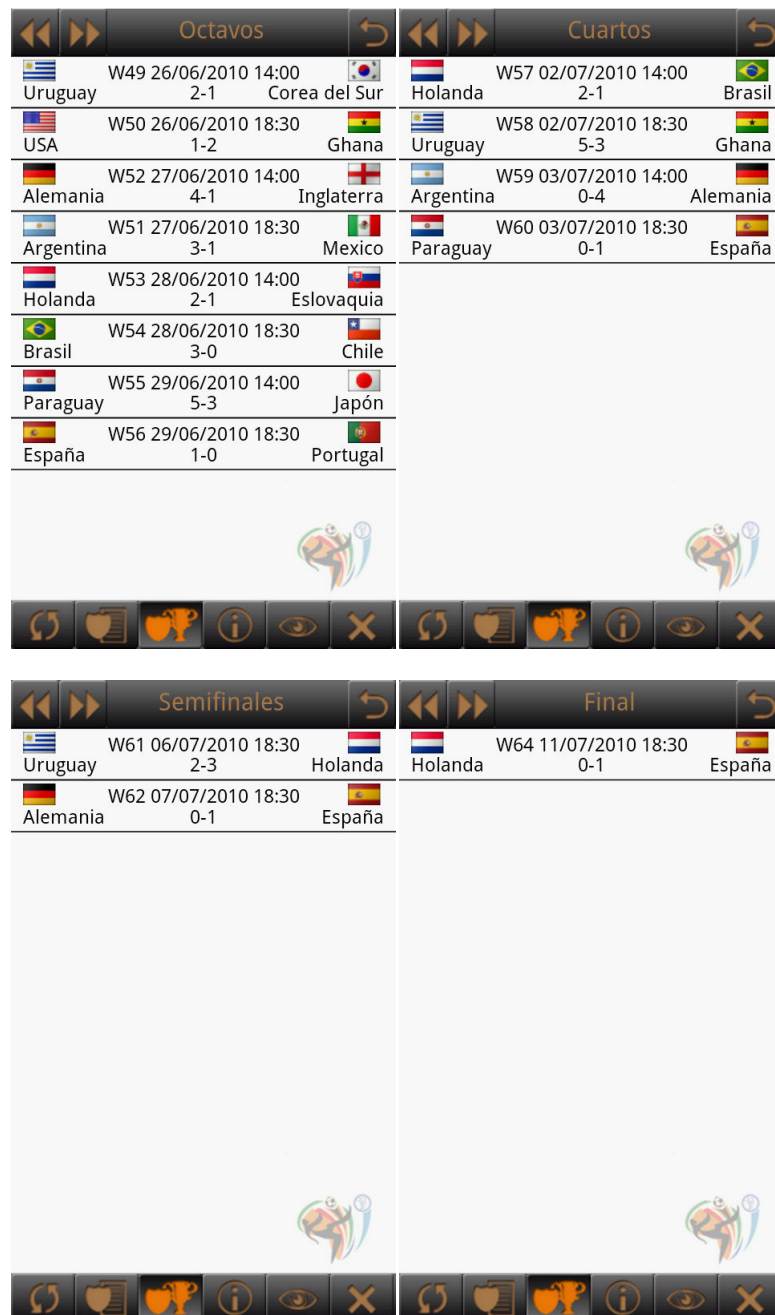 Octavos
W49 26/06/2010 14:00
Uruguay 2-1 Corea del Sur
W50 26/06/2010 18:30
USA 1-2 Ghana
W52 27/06/2010 14:00
Alemania 4-1 Inglaterra
W51 27/06/2010 18:30
Argentina 3-1 Mexico
W53 28/06/2010 14:00
Holanda 2-1 Eslovaquia
W54 28/06/2010 18:30
Brasil 3-0 Chile
W55 29/06/2010 14:00
Paraguay 5-3 Japón
W56 29/06/2010 18:30
España 1-0 Portugal
Cuartos
W57 02/07/2010 14:00
Holanda 2-1 Brasil
W58 02/07/2010 18:30
Uruguay 5-3 Ghana
W59 03/07/2010 14:00
Argentina 0-4 Alemania
W60 03/07/2010 18:30
Paraguay 0-1 España
Semifinales
W61 06/07/2010 18:30
Uruguay 2-3 Holanda
W62 07/07/2010 18:30
Alemania 0-1 España
Final
W64 11/07/2010 18:30
Holanda 0-1 España